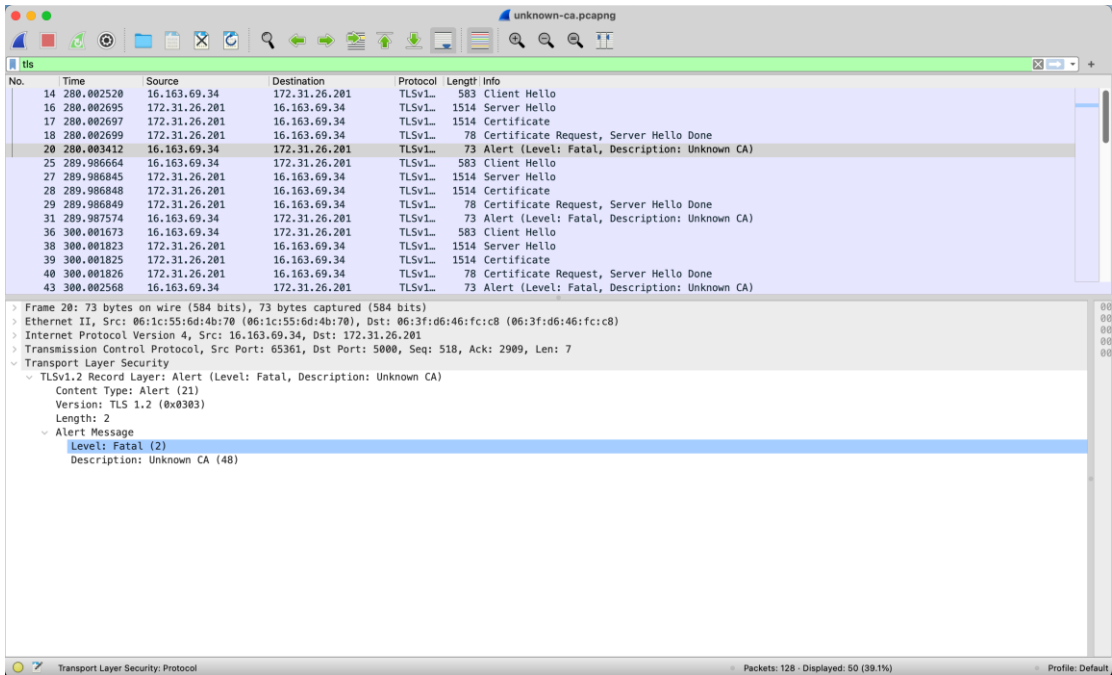 unknown-ca.pcapng
tls
No. Time Source Destination Protocol Length Info
14 280.002520 16.163.69.34 172.31.26.201 TLSv1… 583 Client Hello
16 280.002695 172.31.26.201 16.163.69.34 TLSv1… 1514 Server Hello
17 280.002697 172.31.26.201 16.163.69.34 TLSv1… 1514 Certificate
18 280.002699 172.31.26.201 16.163.69.34 TLSv1… 78 Certificate Request, Server Hello Done
20 280.003412 16.163.69.34 172.31.26.201 TLSv1… 73 Alert (Level: Fatal, Description: Unknown CA)
25 289.986664 16.163.69.34 172.31.26.201 TLSv1… 583 Client Hello
27 289.986845 172.31.26.201 16.163.69.34 TLSv1… 1514 Server Hello
28 289.986848 172.31.26.201 16.163.69.34 TLSv1… 1514 Certificate
29 289.986849 172.31.26.201 16.163.69.34 TLSv1… 78 Certificate Request, Server Hello Done
31 289.987574 16.163.69.34 172.31.26.201 TLSv1… 73 Alert (Level: Fatal, Description: Unknown CA)
36 300.001673 16.163.69.34 172.31.26.201 TLSv1… 583 Client Hello
38 300.001823 172.31.26.201 16.163.69.34 TLSv1… 1514 Server Hello
39 300.001825 172.31.26.201 16.163.69.34 TLSv1… 1514 Certificate
40 300.001826 172.31.26.201 16.163.69.34 TLSv1… 78 Certificate Request, Server Hello Done
43 300.002568 16.163.69.34 172.31.26.201 TLSv1… 73 Alert (Level: Fatal, Description: Unknown CA)
Frame 20: 73 bytes on wire (584 bits), 73 bytes captured (584 bits)
Ethernet II, Src: 06:1c:55:6d:4b:70 (06:1c:55:6d:4b:70), Dst: 06:3f:d6:46:fc:c8 (06:3f:d6:46:fc:c8)
Internet Protocol Version 4, Src: 16.163.69.34, Dst: 172.31.26.201
Transmission Control Protocol, Src Port: 65361, Dst Port: 5000, Seq: 518, Ack: 2909, Len: 7
Transport Layer Security
TLSv1.2 Record Layer: Alert (Level: Fatal, Description: Unknown CA)
Content Type: Alert (21)
Version: TLS 1.2 (0x0303)
Length: 2
Alert Message
Level: Fatal (2)
Description: Unknown CA (48)
00
00
00
00
00
Transport Layer Security: Protocol
Packets: 128 · Displayed: 50 (39.1%)
Profile: Default